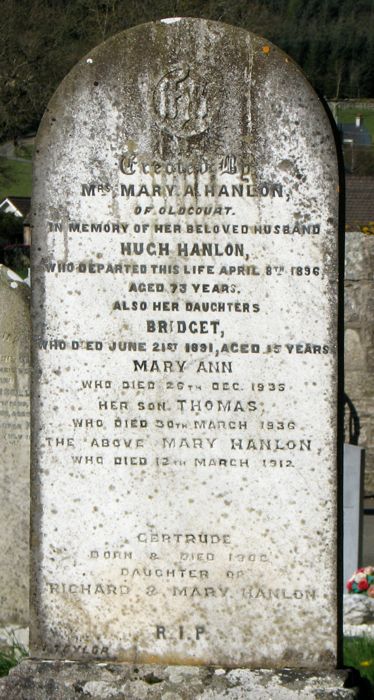 IHS
Erected By
MRS MARY A. HANLON,
OF OLDCOURT.
IN MEMORY OF HER BELOVED HUSBAND
HUGH HANLON,
WHO DEPARTED THIS LIFE APRIL 8TH 1896,
AGED 73 YEARS.
ALSO HER DAUGHTERS
BRIDGET,
WHO DIED JUNE 21ST 1891, AGED 15 YEARS
MARY ANN
WHO DIED 26TH DEC. 1935
HER SON THOMAS,
WHO DIED 30TH MARCH 1936
THE ABOVE MARY HANLON,
WHO DIED 12TH MARCH 1912.
GERTRUDE
BORN & DIED
DAUGHTER OF
RICHARD & MARY HANLON
R.I.P.
TAYLOR